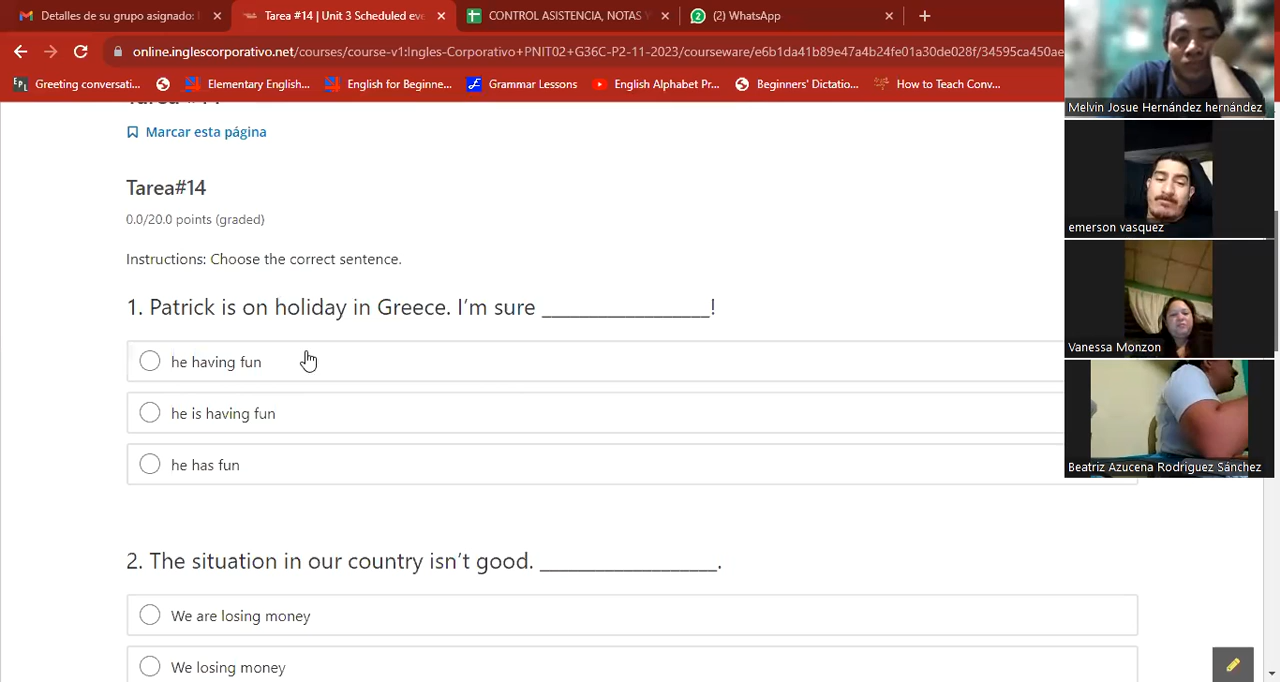 Detalles de su grupo asignado: I
Tarea #14 | Unit 3 Scheduled eve
CONTROL ASISTENCIA, NOTAS Y
(2) WhatsApp
online.inglescorporativo.net/courses/course-v1:Ingles-Corporativo+PNIT02+G36C-P2-11-2023/courseware/e6b1da41b89e47a4b24fe01a30de028f/34595ca450ae
Greeting conversati...
Elementary English...
English for Beginne...
Grammar Lessons
English Alphabet Pr...
Beginners' Dictatio...
How to Teach Conv...
Tarea #14
Marcar esta página
Tarea#14
0.0/20.0 points (graded)
Instructions: Choose the correct sentence.
1. Patrick is on holiday in Greece. I’m sure _________________!
he having fun
he is having fun
he has fun
2. The situation in our country isn’t good. __________________.
We are losing money
We losing money
Melvin Josue Hernández hernández
emerson vasquez
Vanessa Monzon
Beatriz Azucena Rodriguez Sánchez